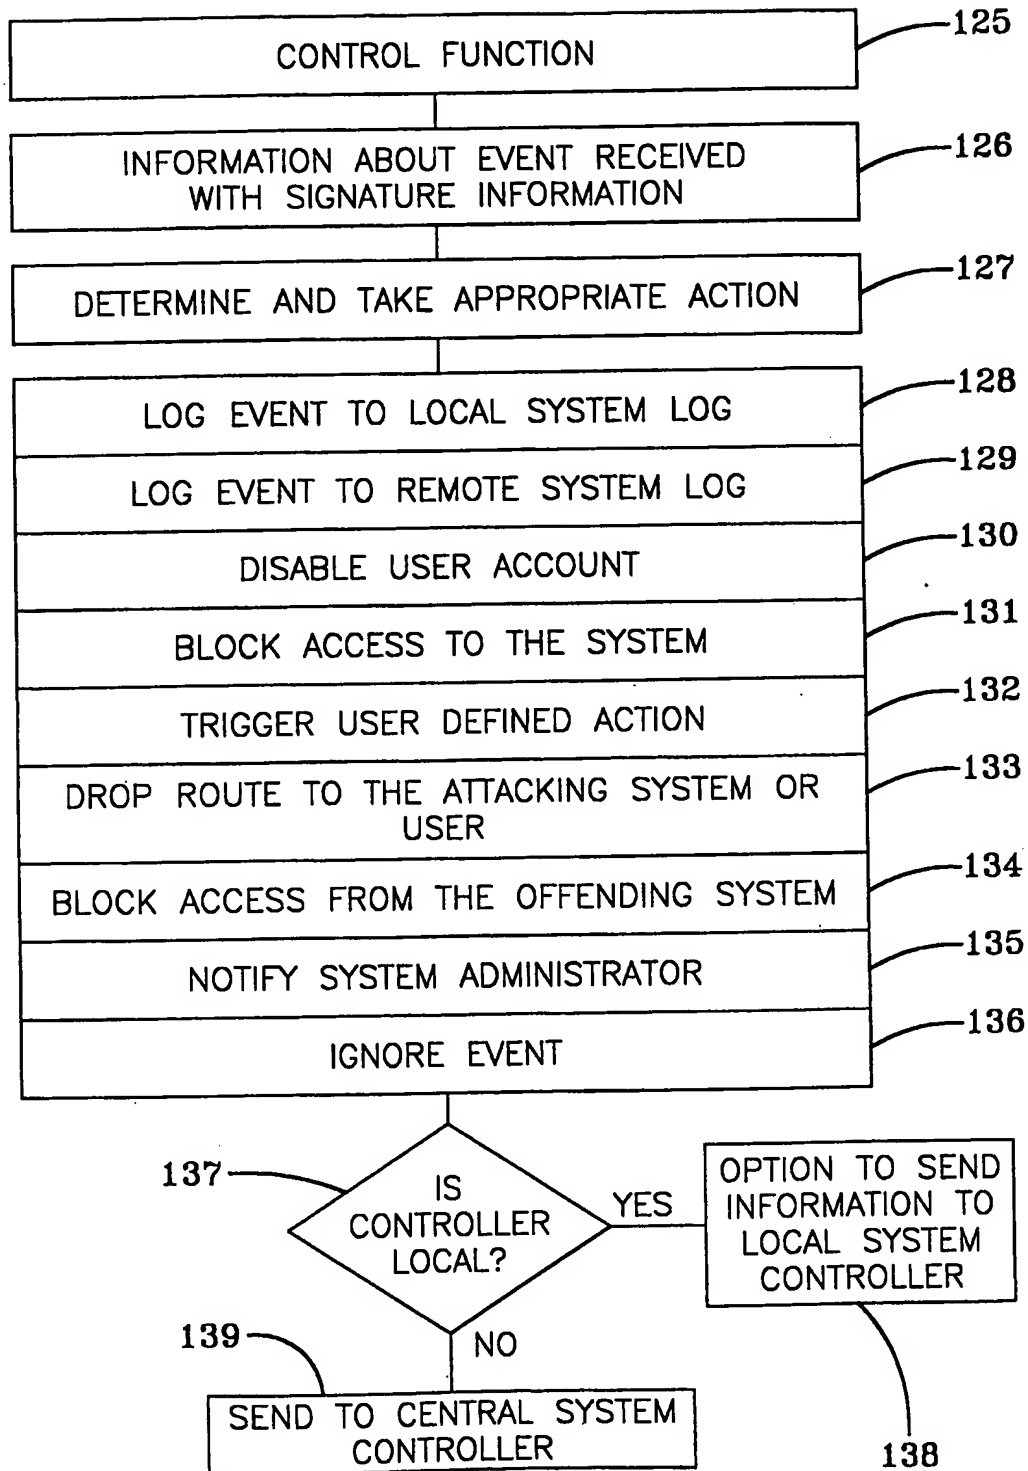 CONTROL FUNCTION
125
INFORMATION ABOUT EVENT RECEIVED
WITH SIGNATURE INFORMATION
126
DETERMINE AND TAKE APPROPRIATE ACTION
127
LOG EVENT TO LOCAL SYSTEM LOG
128
LOG EVENT TO REMOTE SYSTEM LOG
129
DISABLE USER ACCOUNT
130
BLOCK ACCESS TO THE SYSTEM
131
TRIGGER USER DEFINED ACTION
132
DROP ROUTE TO THE ATTACKING SYSTEM OR
USER
133
BLOCK ACCESS FROM THE OFFENDING SYSTEM
134
NOTIFY SYSTEM ADMINISTRATOR
135
IGNORE EVENT
136
137
IS
CONTROLLER
LOCAL?
YES
OPTION TO SEND
INFORMATION TO
LOCAL SYSTEM
CONTROLLER
138
NO
139
SEND TO CENTRAL SYSTEM
CONTROLLER